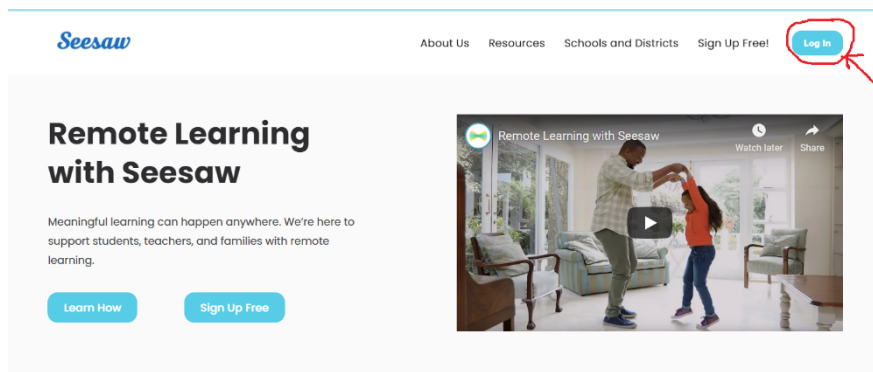 Seesaw
About Us Resources Schools and Districts Sign Up Free! Log In
Remote Learning
with Seesaw
Meaningful learning can happen anywhere. We're here to
support students, teachers, and families with remote
learning.
Learn How Sign Up Free
Remote Learning with Seesaw
Watch later Share